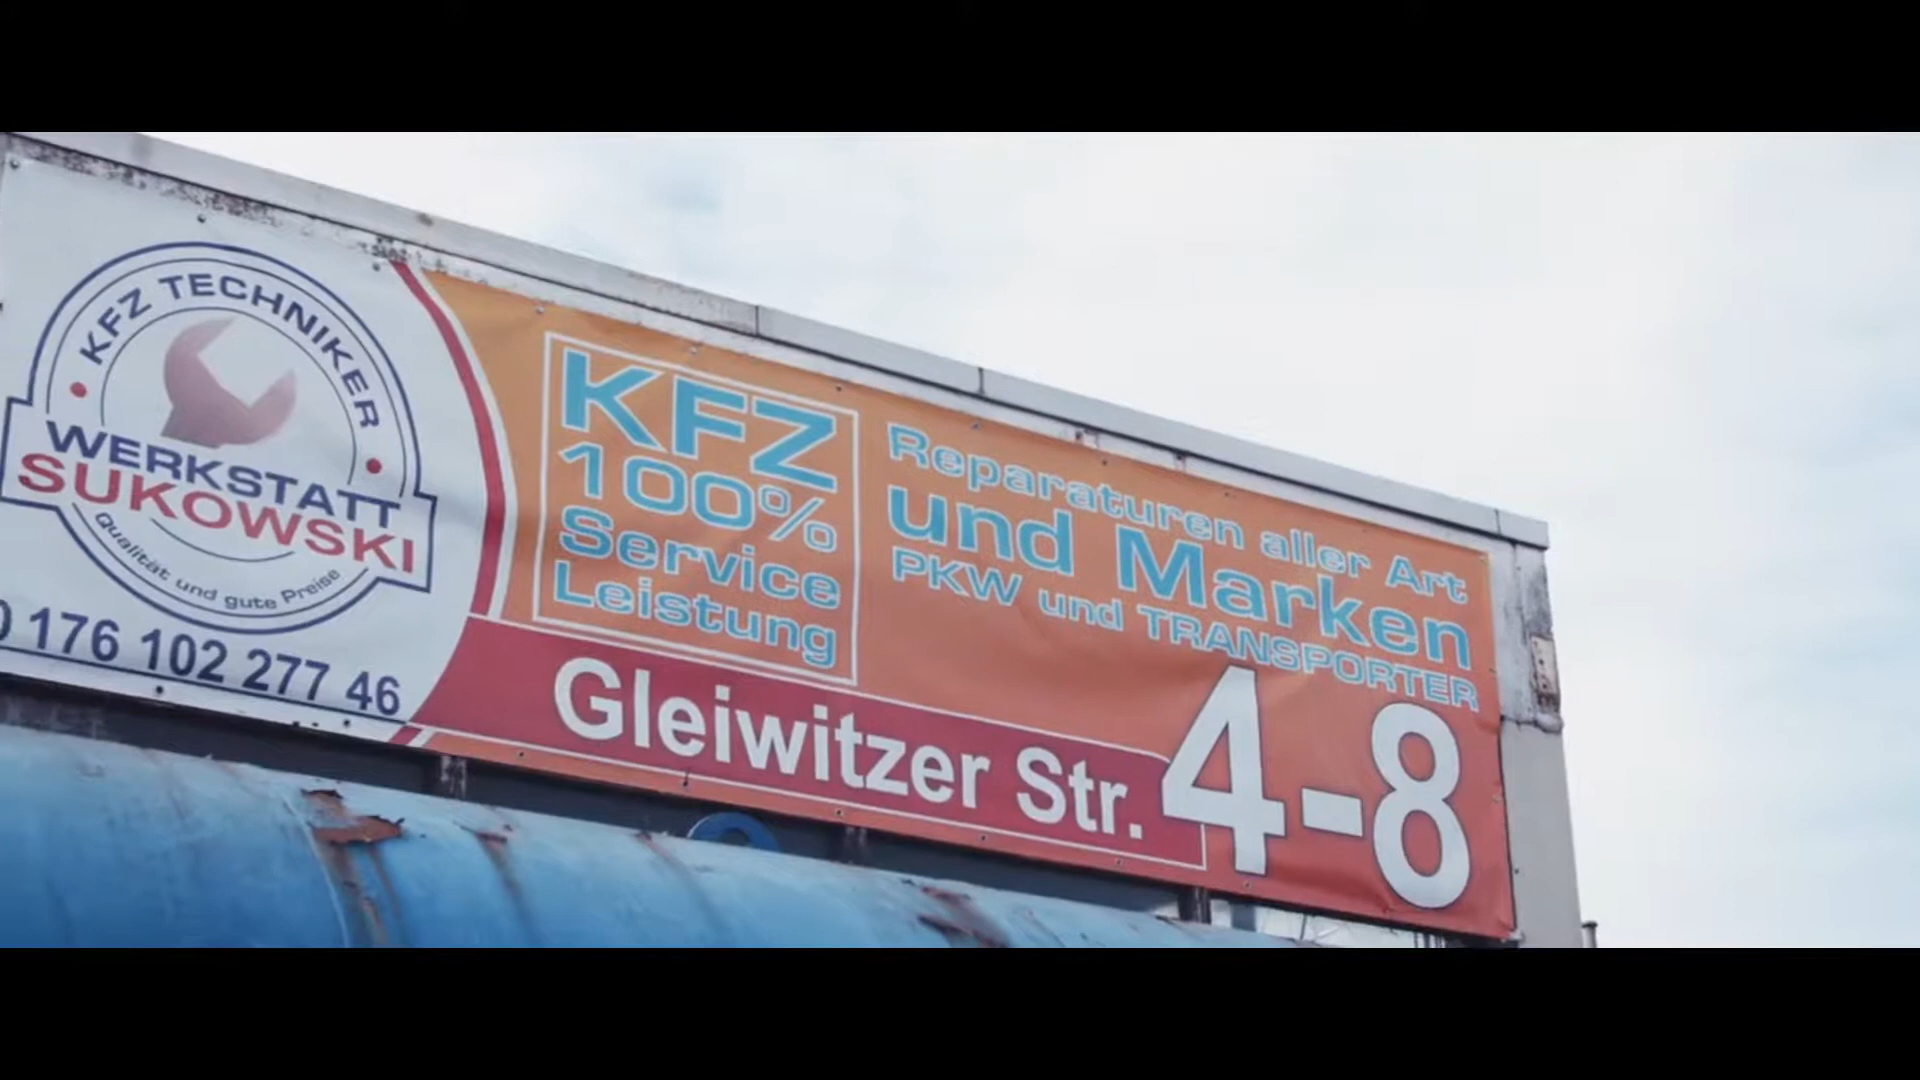 KFZ TECHNIKER
WERKSTATT
SUKOWSKI
Qualität und gute Preise
0 176 102 277 46
KFZ
100%
Service
Leistung
Reparaturen aller Art
und Marken
PKW und TRANSPORTER
Gleiwitzer Str. 4-8